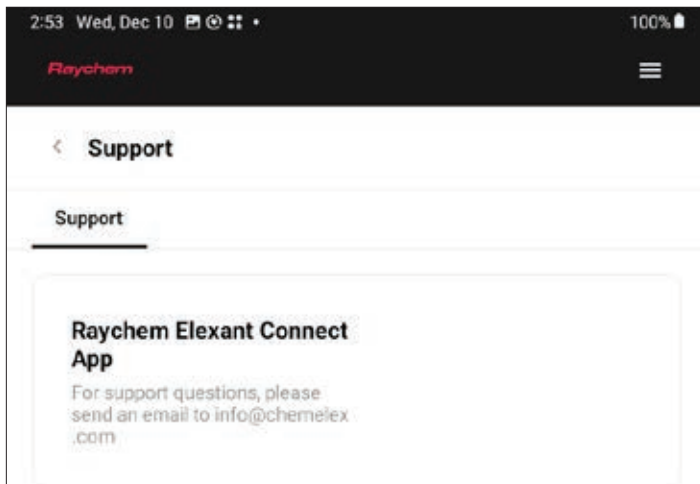 2:53 Wed, Dec 10
100%
Raychem
Support
Support
Raychem Elexant Connect
App
For support questions, please
send an email to info@chemelex
.com